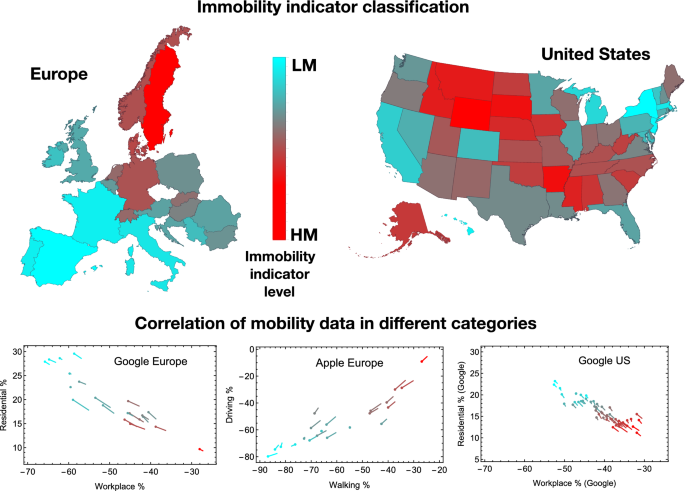 Immobility indicator classification
Europe
LM
United States
HM
Immobility
indicator
level
Correlation of mobility data in different categories
Google Europe
Residential %
30
25
20
15
10
-70
-60
-50
-40
-30
Workplace %
Apple Europe
Driving %
0
-20
-40
-60
-80
-90
-80
-70
-60
-50
-40
-30
-20
Walking %
Google US
Residential % (Google)
30
25
20
15
10
5
-70
-60
-50
-40
-30
Workplace % (Google)